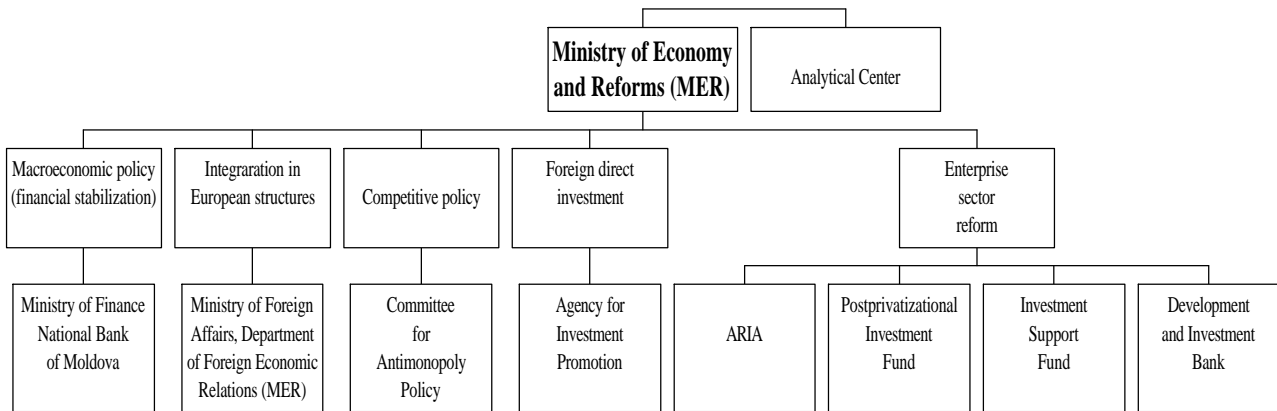 Ministry of Economy
and Reforms (MER)
Analytical Center
Macroeconomic policy
(financial stabilization)
Integraration in
European structures
Competitive policy
Foreign direct
investment
Enterprise
sector
reform
Ministry of Finance
National Bank
of Moldova
Ministry of Foreign
Affairs, Department
of Foreign Economic
Relations (MER)
Committee
for
Antimonopoly
Policy
Agency for
Investment
Promotion
ARIA
Postprivatizational
Investment
Fund
Investment
Support
Fund
Development
and Investment
Bank